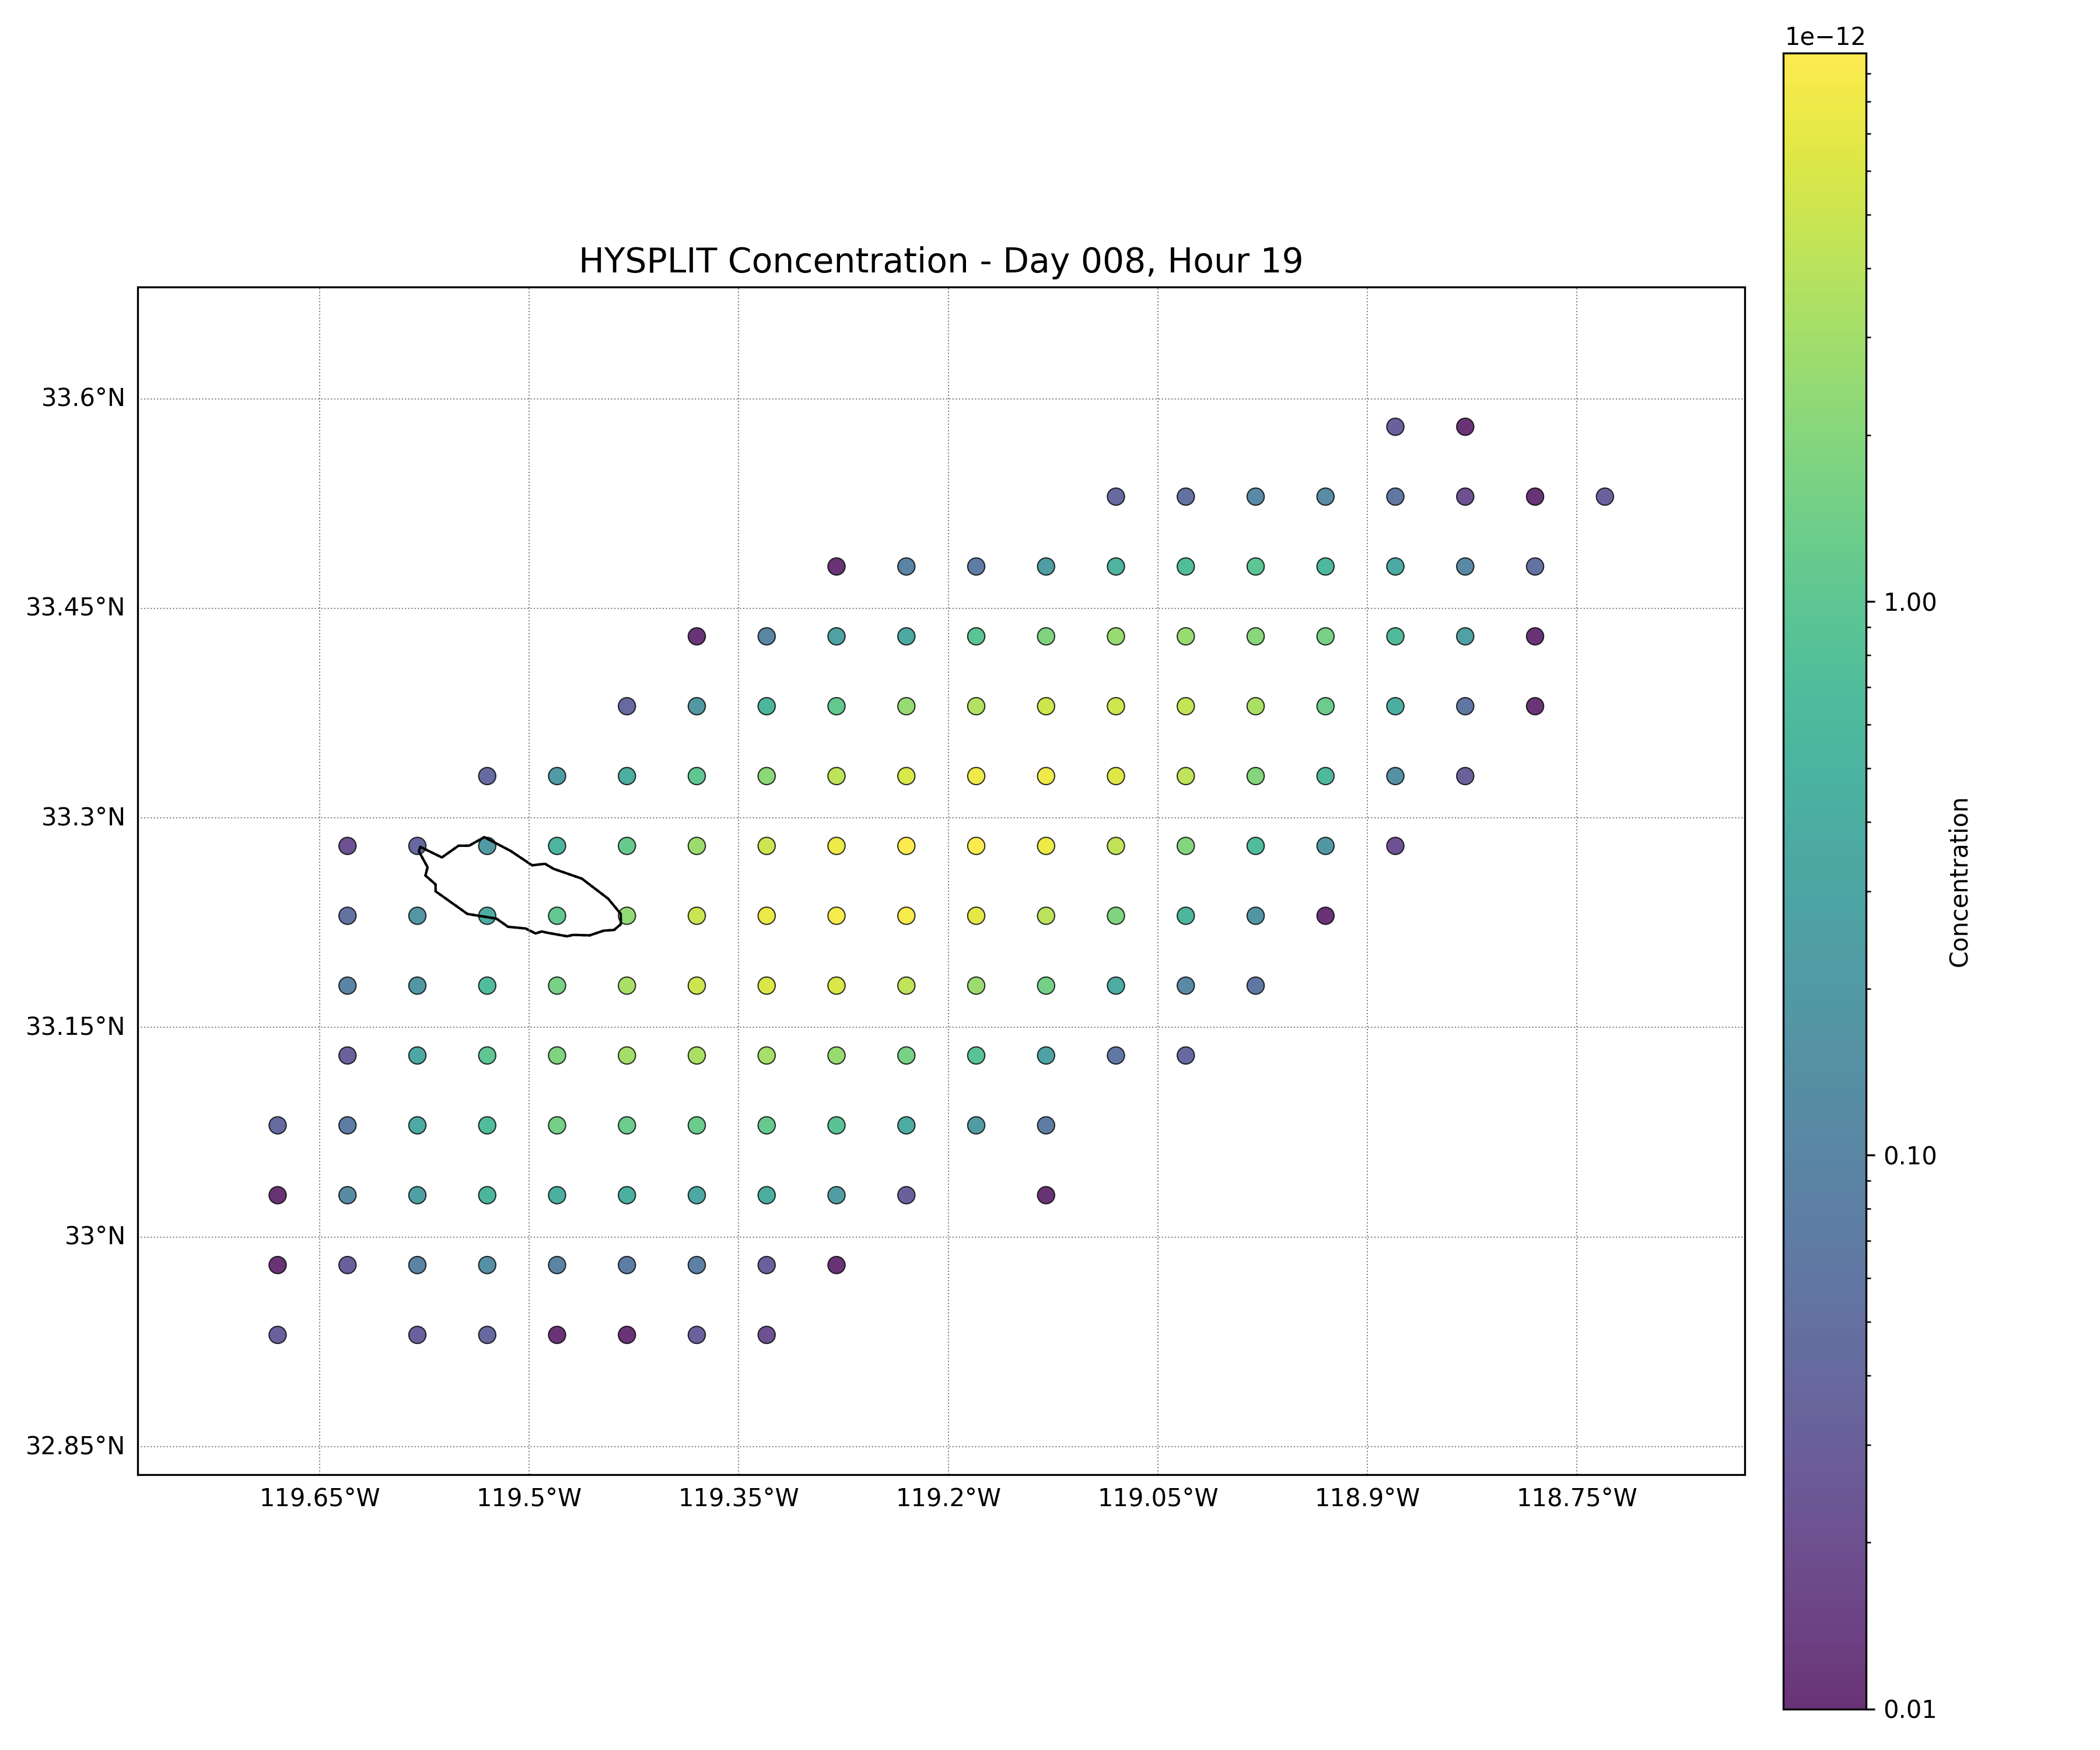 1e−12
HYSPLIT Concentration - Day 008, Hour 19
33.6°N
33.45°N
33.3°N
33.15°N
33°N
32.85°N
119.65°W
119.5°W
119.35°W
119.2°W
119.05°W
118.9°W
118.75°W
1.00
0.10
0.01
Concentration